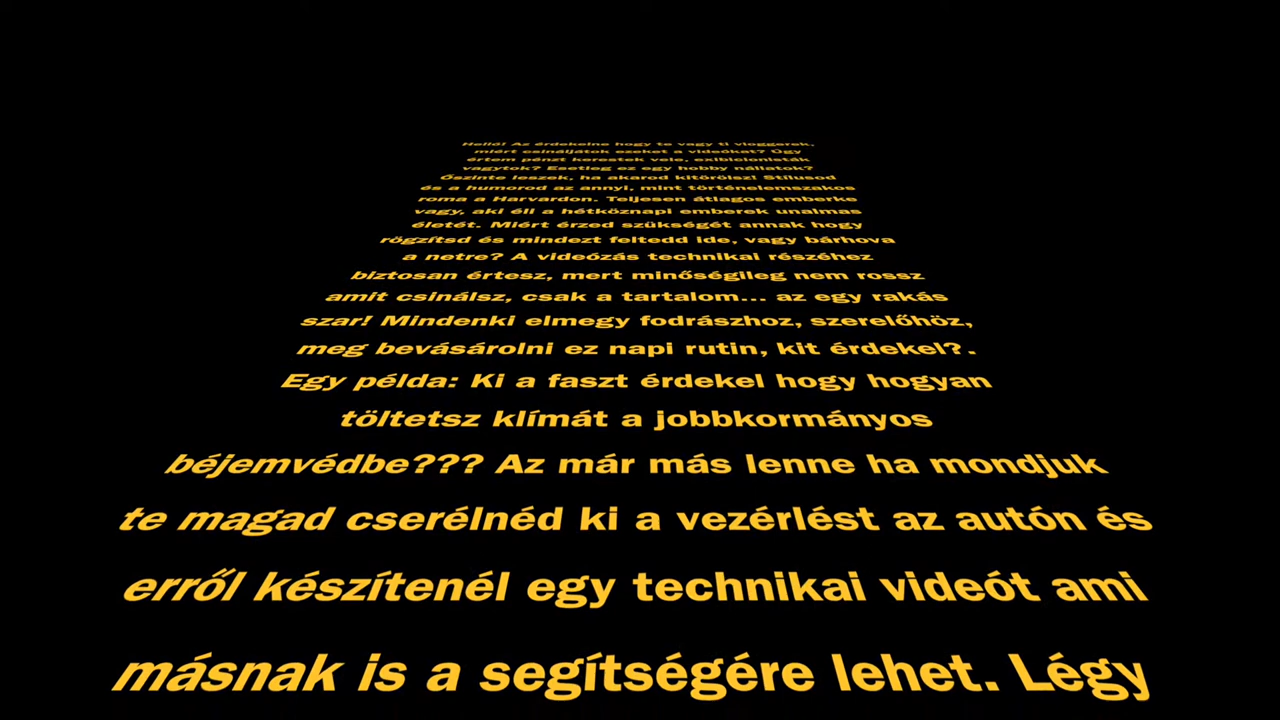 Helló! Az érdekelne hogy te vagy ti vloggerek,
miért csináljátok ezeket a videókat? Úgy
értem pénzt kerestek vele, exibicionisták
vagytok? Esetleg ez egy hobby nállatok?
Őszinte leszek, ha akarod kitörölsz! Stílusod
és a humorod az annyi, mint történelemszakos
roma a Harvardon. Teljesen átlagos emberke
vagy, aki éli a hétköznapi emberek unalmas
életét. Miért érzed szükségét annak hogy
rögzítsd és mindezt feltedd ide, vagy bárhova
a netre? A videózás technikai részéhez
biztosan értesz, mert minőségileg nem rossz
amit csinálsz, csak a tartalom... az egy rakás
szar! Mindenki elmegy fodrászhoz, szerelőhöz,
meg bevásárolni ez napi rutin, kit érdekel?.
Egy példa: Ki a faszt érdekel hogy hogyan
töltetsz klímát a jobbkormányos
béjemvédbe??? Az már más lenne ha mondjuk
te magad cserélnéd ki a vezérlést az autón és
erről készítenél egy technikai videót ami
másnak is a segítségére lehet. Légy